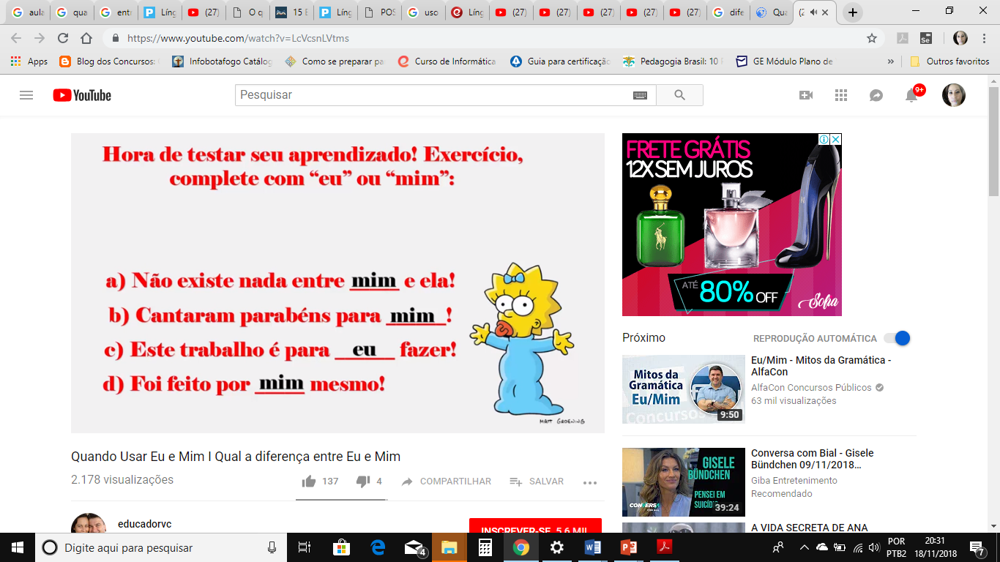 aula
qua
entr
Líng
(27)
O q
15 E
Líng
POS
uso
Líng
(27)
(27)
(27)
(27)
(27)
dife
Qua
(2
https://www.youtube.com/watch?v=LcVcsnLVtms
Apps
Blog dos Concursos:
Infobotafogo Catálog
Como se preparar pa
Curso de Informática
Guia para certificaçã
Pedagogia Brasil: 10
GE Módulo Plano de
»
Outros favoritos
YouTube
Pesquisar
9+
Hora de testar seu aprendizado! Exercício,
complete com “eu” ou “mim”:
a) Não existe nada entre mim e ela!
b) Cantaram parabéns para mim!
c) Este trabalho é para eu fazer!
d) Foi feito por mim mesmo!
MATT GROENING
FRETE GRÁTIS
12X SEM JUROS
ATÉ 80% OFF
Sofia
Próximo
REPRODUÇÃO AUTOMÁTICA
Mitos da
Gramática
Eu/Mim
Concursos
9:50
Eu/Mim - Mitos da Gramática -
AlfaCon
AlfaCon Concursos Públicos
63 mil visualizações
GISELE
BÜNDCHEN
PENSEI EM
SUICÍDIO
CONVERSA
COM BIAL
39:24
Conversa com Bial - Gisele
Bündchen 09/11/2018...
Giba Entretenimento
Recomendado
A VIDA SECRETA DE ANA
Quando Usar Eu e Mim I Qual a diferença entre Eu e Mim
2.178 visualizações
137
4
COMPARTILHAR
SALVAR
educadorvc
INSCREVER-SE 5,6 MIL
Digite aqui para pesquisar
4
POR
PTB2
20:31
18/11/2018
7